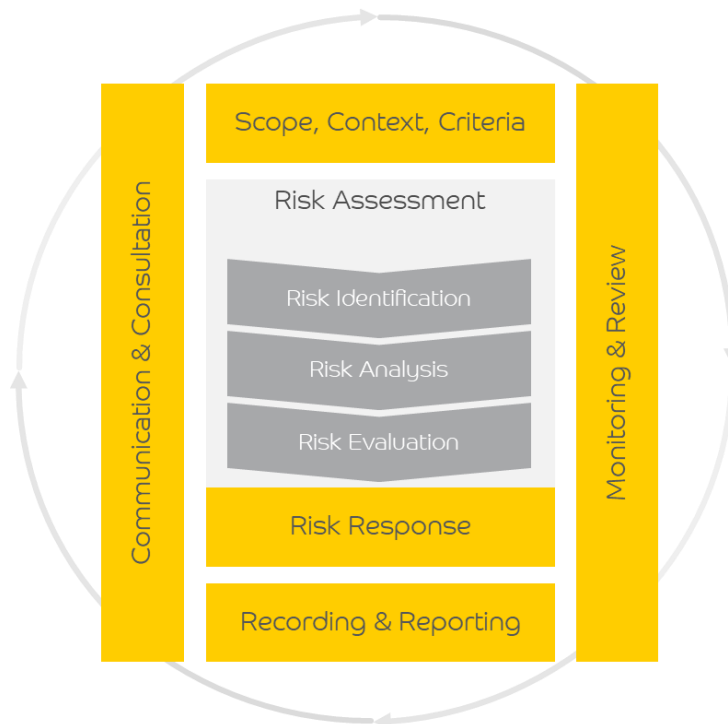 Communication & Consultation
Scope, Context, Criteria
Risk Assessment
Risk Identification
Risk Analysis
Risk Evaluation
Risk Response
Recording & Reporting
Monitoring & Review